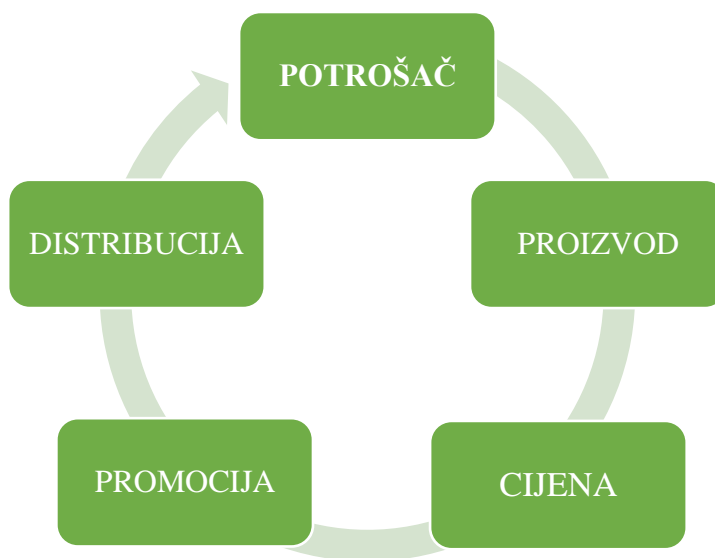 POTROŠAČ
PROIZVOD
CIJENA
PROMOCIJA
DISTRIBUCIJA